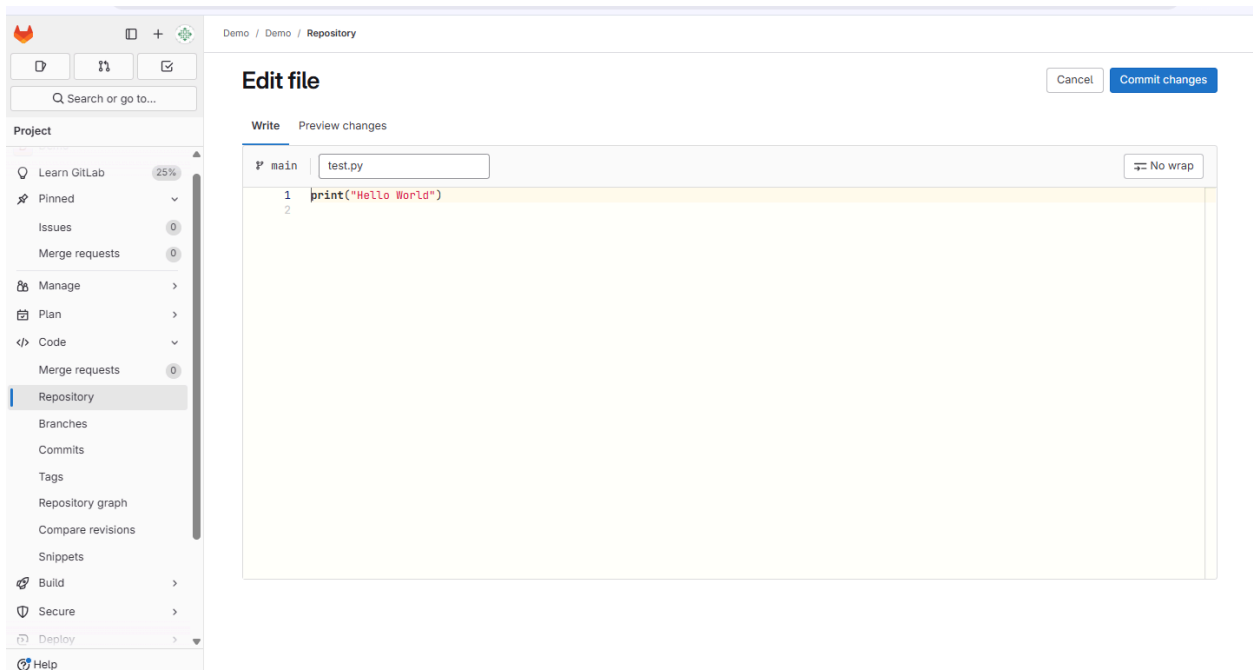 Demo / Demo / Repository
Search or go to...
Project
Learn GitLab 25%
Pinned
Issues 0
Merge requests 0
Manage
Plan
Code
Merge requests 0
Repository
Branches
Commits
Tags
Repository graph
Compare revisions
Snippets
Build
Secure
Deploy
Help
Edit file
Cancel Commit changes
Write Preview changes
main test.py No wrap
1 print("Hello World")
2